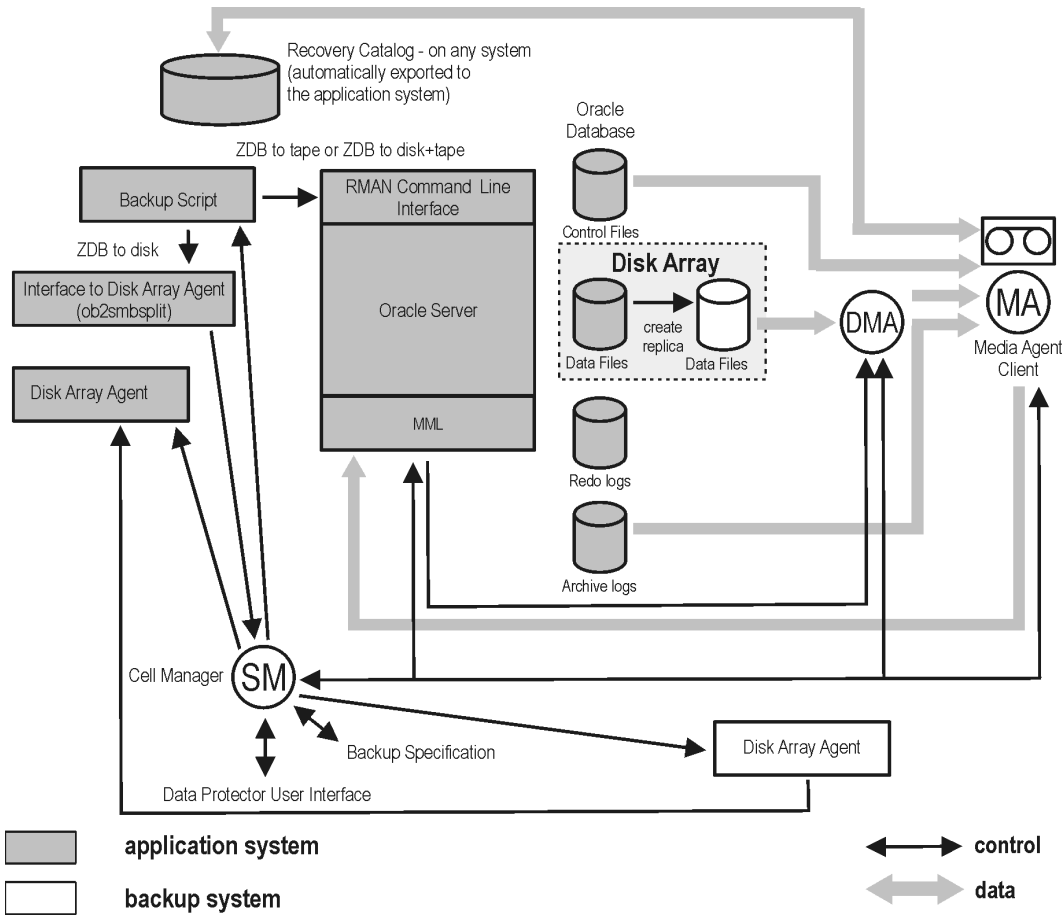 Recovery Catalog - on any system
(automatically exported to
the application system)
Oracle
Database
ZDB to tape or ZDB to disk+tape
RMAN Command Line
Interface
Backup Script
Control Files
ZDB to disk
Disk Array
Interface to Disk Array Agent
(ob2smbsplit)
Oracle Server
create
replica
Data Files
Data Files
DMA
MA
Media Agent
Client
Disk Array Agent
MML
Redo logs
Archive logs
Cell Manager
SM
Backup Specification
Disk Array Agent
Data Protector User Interface
application system
control
backup system
data